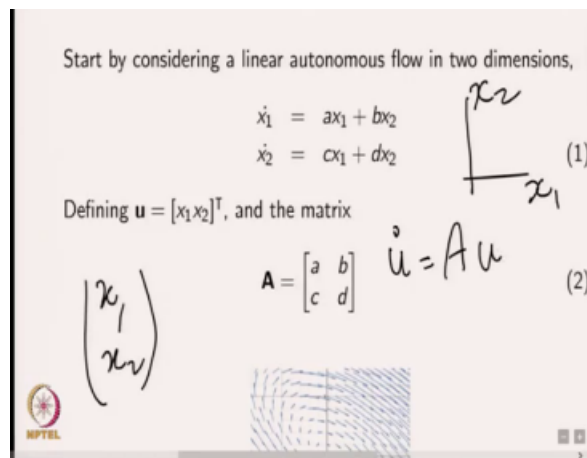 Start by considering a linear autonomous flow in two dimensions,
x₂
ẋ₁ = ax₁ + bx₂
ẋ₂ = cx₁ + dx₂
(1)
x₁
Defining u = [x₁x₂]ᵀ, and the matrix
A = [a b
c d]
u̇ = A u
(2)
(x₁
x₂)
NPTEL